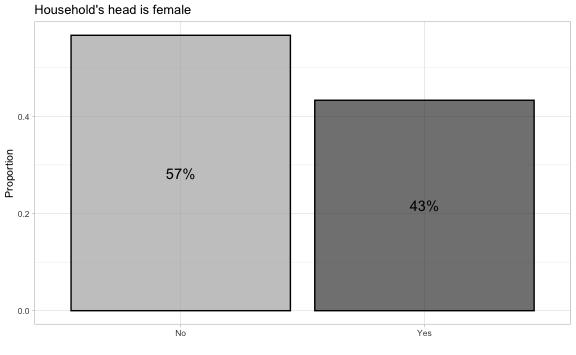 Household's head is female
Proportion
0.4
0.2
0.0
57%
43%
No
Yes